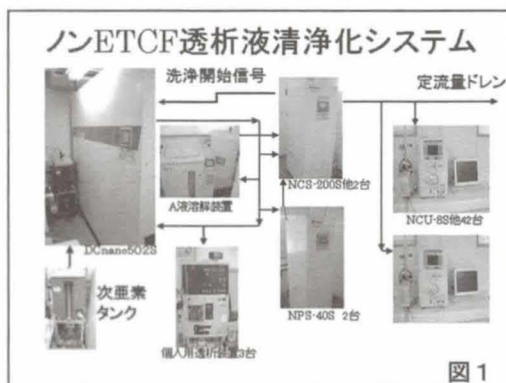 ノンETCF透析液清浄化システム
洗浄開始信号
定流量ドレン
A液溶解装置
NCS-200S他2台
NCU-8S他42台
DCnano502S
次亜素
タンク
個人用透析装置3台
NPS-40S 2台
図1